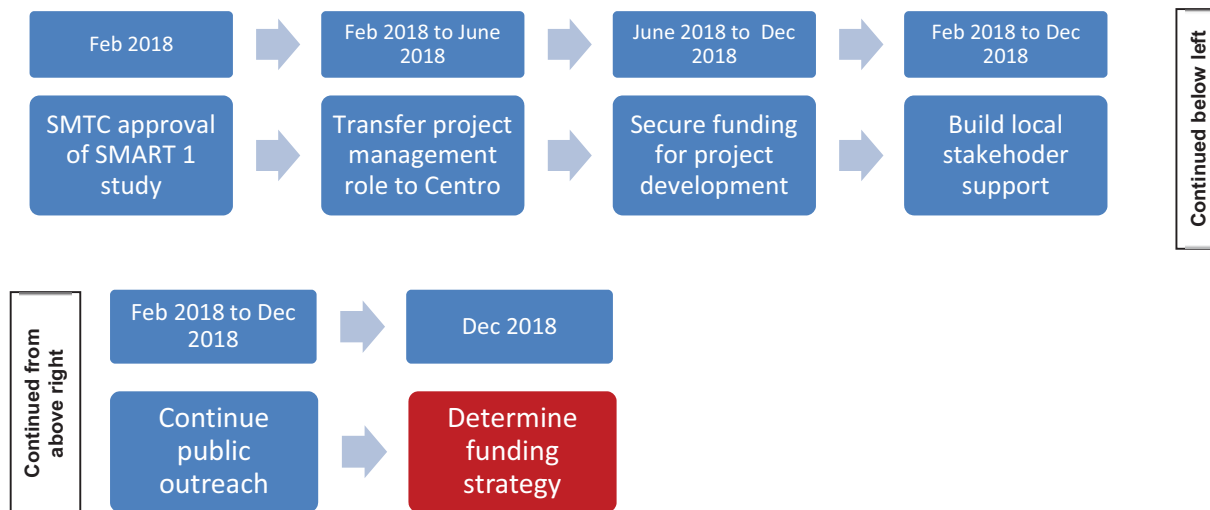 Feb 2018
Feb 2018 to June
2018
June 2018 to  Dec
2018
Feb 2018 to Dec
2018
SMTC approval
of SMART 1
study
Transfer project
management
role to Centro
Secure funding
for project
development
Build local
stakehoder
support
Continued below left
Continued from
above right
Feb 2018 to Dec
2018
Dec 2018
Continue
public
outreach
Determine
funding
strategy